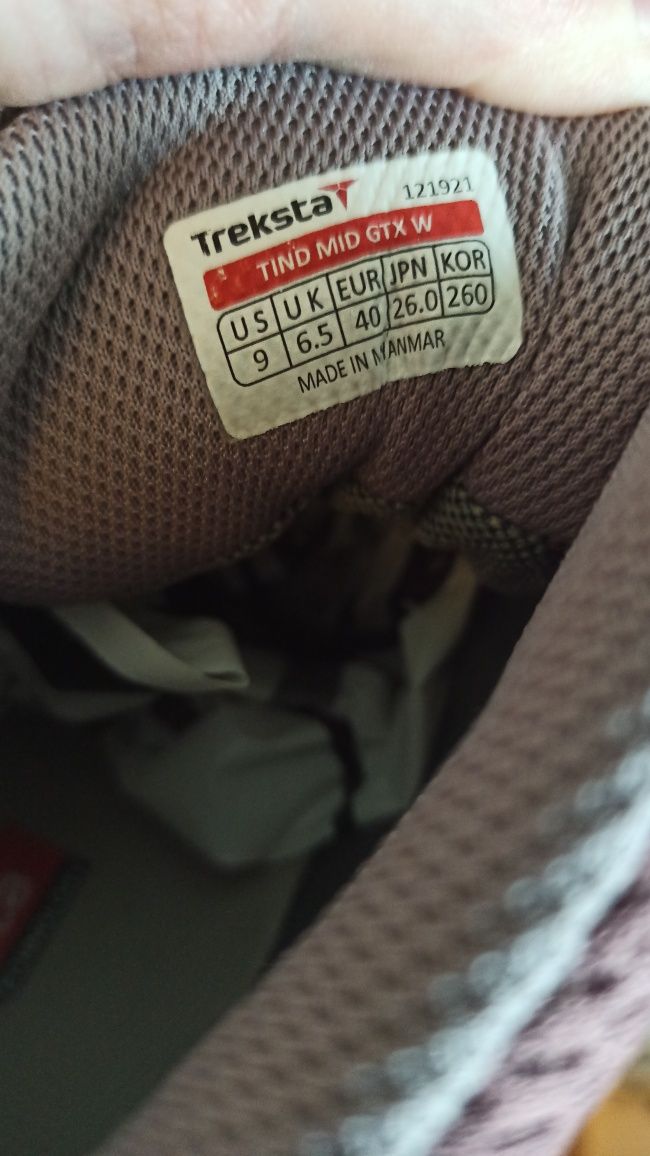 Treksta 121921
TIND MID GTX W
US UK EUR JPN KOR
9 6.5 40 26.0 260
MADE IN MYANMAR